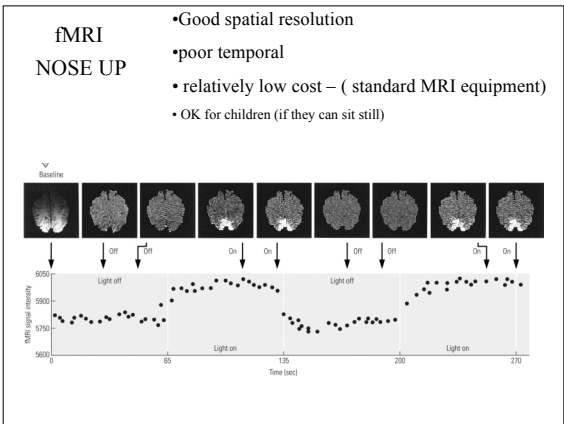 fMRI
NOSE UP
•Good spatial resolution
•poor temporal
• relatively low cost – ( standard MRI equipment)
• OK for children (if they can sit still)
Baseline
Off Off On On Off Off On On
6050
5900
5750
5600
fMRI signal intensity
Light off
Light on
Light off
Light on
0 65 135 200 270
Time (sec)